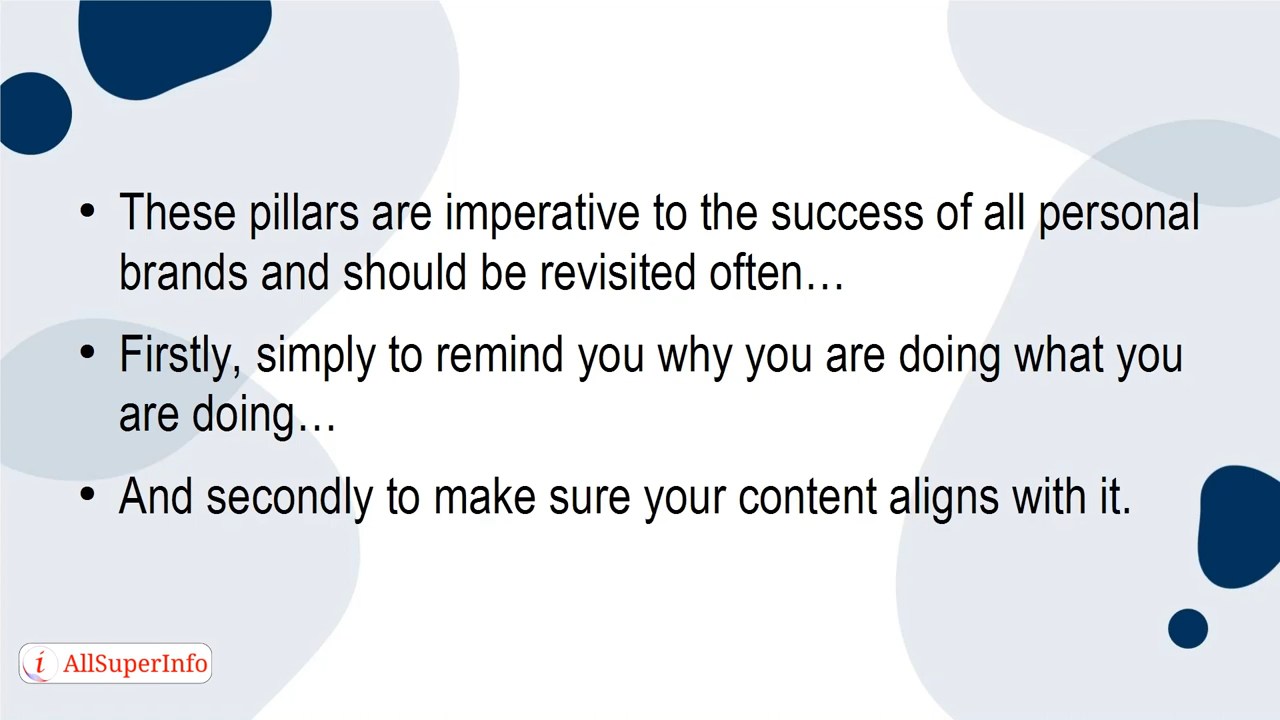 • These pillars are imperative to the success of all personal
brands and should be revisited often…
• Firstly, simply to remind you why you are doing what you
are doing…
• And secondly to make sure your content aligns with it.
i AllSuperInfo